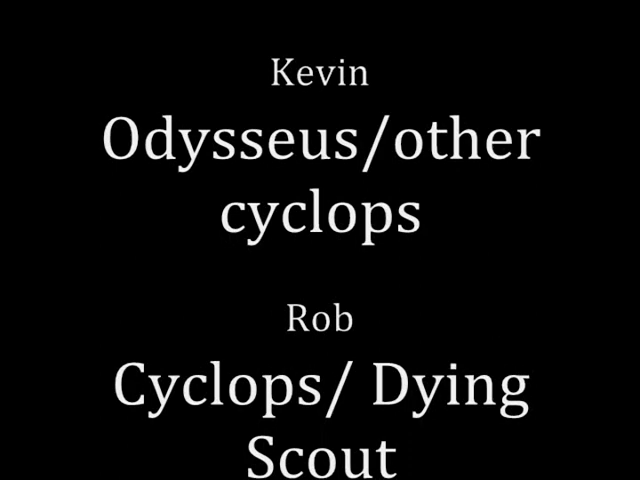 Kevin
Odysseus/other
cyclops
Rob
Cyclops/ Dying
Scout